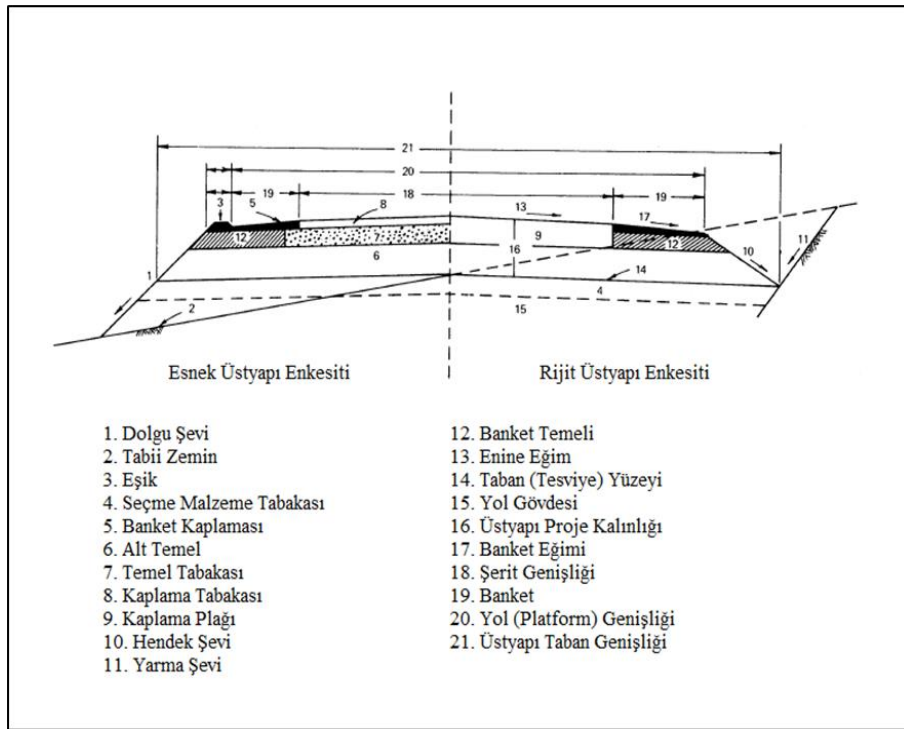 21
20
19
18
19
3
5
8
13
17
12
7
9
12
16
10
11
6
14
1
4
2
15
Esnek Üstyapı Enkesiti
Rijit Üstyapı Enkesiti
1. Dolgu Şevi
2. Tabii Zemin
3. Eşik
4. Seçme Malzeme Tabakası
5. Banket Kaplaması
6. Alt Temel
7. Temel Tabakası
8. Kaplama Tabakası
9. Kaplama Plağı
10. Hendek Şevi
11. Yarma Şevi
12. Banket Temeli
13. Enine Eğim
14. Taban (Tesviye) Yüzeyi
15. Yol Gövdesi
16. Üstyapı Proje Kalınlığı
17. Banket Eğimi
18. Şerit Genişliği
19. Banket
20. Yol (Platform) Genişliği
21. Üstyapı Taban Genişliği